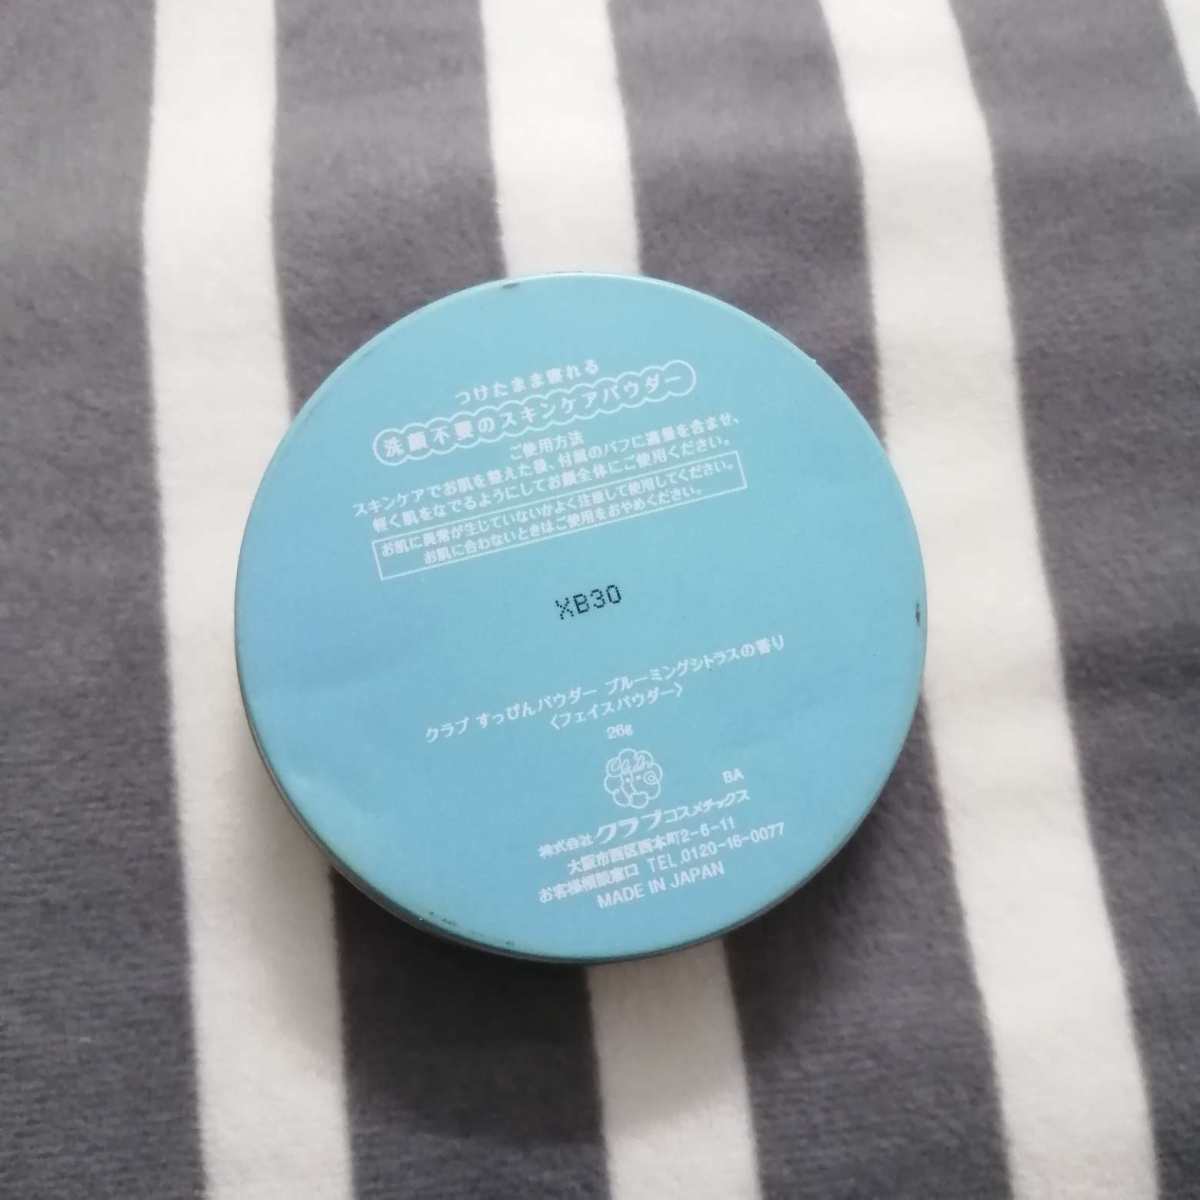 つけたまま寝れる
洗顔不要のスキンケアパウダー
ご使用方法
スキンケアでお肌を整えた後、付属のパフに適量を含ませ、
軽く肌をなでるようにしてお顔全体にご使用ください。
お肌に異常が生じていないかよく注意して使用してください。
お肌に合わないときはご使用をおやめください。
XB30
クラブ すっぴんパウダー ブルーミングシトラスの香り
〈フェイスパウダー〉
26g
Club
BA
株式会社 クラブコスメチックス
大阪市西区西本町2-6-11
お客様相談窓口 TEL.0120-16-0077
MADE IN JAPAN